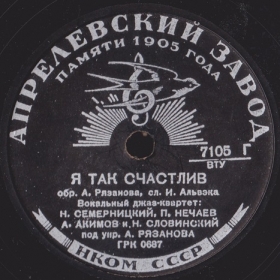 АПРЕЛЕВСКИЙ ЗАВОД
ПАМЯТИ 1905 ГОДА
7105 Г
ВТУ
Я ТАК СЧАСТЛИВ
обр. А. Рязанова, сл. И. Альвэка
Вокальный джаз-квартет:
Н. СЕМЕРНИЦКИЙ, П. НЕЧАЕВ
А. АКИМОВ и Н. СЛОВИНСКИЙ
под упр. А. РЯЗАНОВА
ГРК 0687
НКОМ СССР